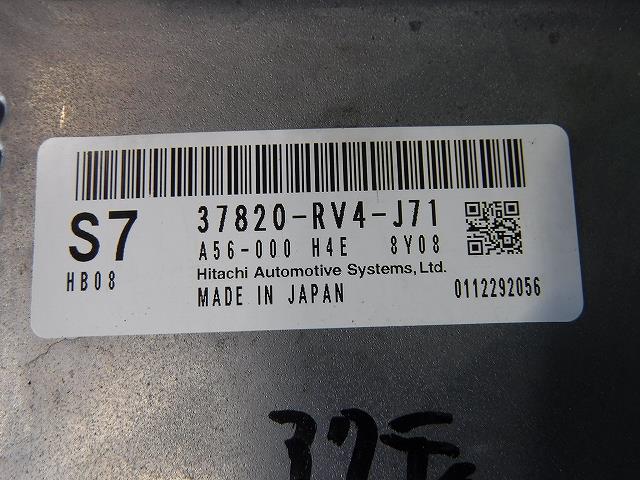 S7
HB08
37820-RV4-J71
A56-000 H4E 8Y08
Hitachi Automotive Systems, Ltd.
MADE IN JAPAN
0112292056